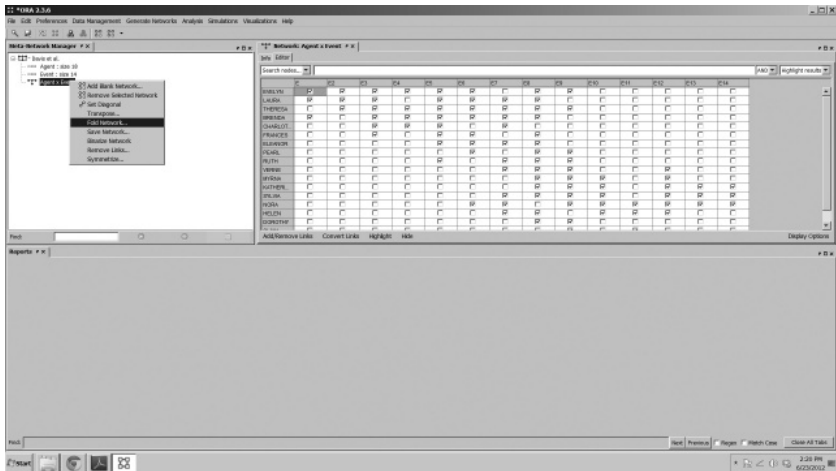 *ORA 2.3.6
File Edit Preferences Data Management Generate Networks Analysis Simulations Visualizations Help
Meta-Network Manager
Davis et al.
Agent : size 18
Event : size 14
Agent x Eve
Add Blank Network...
Remove Selected Network
Set Diagonal
Transpose...
Fold Network...
Save Network...
Binarize Network
Remove Links...
Symmetrize...
Find:
Network: Agent x Event
Info Editor
Search nodes...
AND Highlight results
E2 E3 E4 E5 E6 E7 E8 E9 E10 E11 E12 E13 E14
EVELYN
LAURA
THERESA
BRENDA
CHARLOT...
FRANCES
ELEANOR
PEARL
RUTH
VERNE
MYRNA
KATHERI...
SYLVIA
NORA
HELEN
DOROTHY
Add/Remove Links Convert Links Highlight Hide Display Options
Reports
Find: Next Previous Regex Match Case Close All Tabs
Start
2:28 PM
6/23/2012